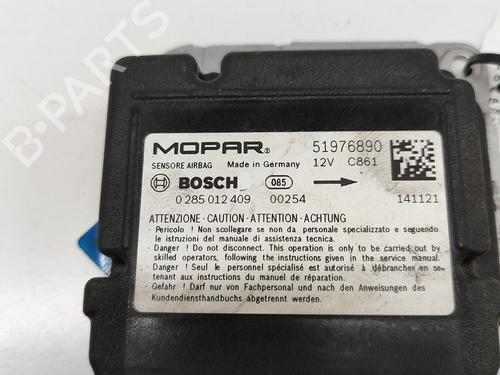 MOPAR® 51976890
SENSORE AIRBAG Made in Germany 12V C861
BOSCH 085
0 285 012 409 00254 141121
ATTENZIONE - CAUTION - ATTENTION - ACHTUNG
- Pericolo ! Non scollegare se non da personale specializzato e seguendo
le istruzioni del manuale di assistenza tecnica.
- Danger ! Do not disconnect. This operation is only to be carried out by
skilled operators, following the instructions given in the service manual.
- Danger ! Seul le personnel spécialisé est autorisé à débrancher en se-
tenant aux instructions du manuel de réparation.
- Gefahr ! Darf nur von Fachpersonal und nach den Anweisungen des
Kundendiensthandbuchs abgetrennt werden.
B-PARTS